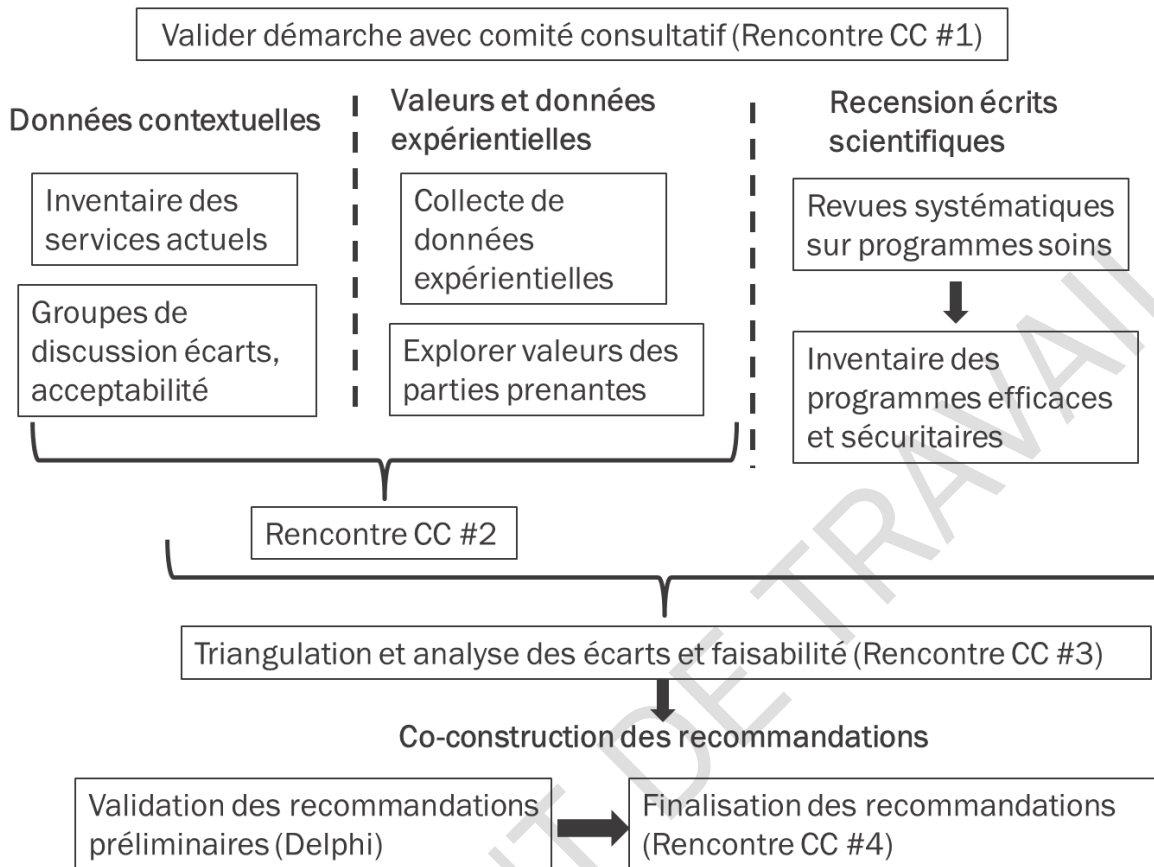 Valider démarche avec comité consultatif (Rencontre CC #1)
Données contextuelles
Inventaire des
services actuels
Groupes de
discussion écarts,
acceptabilité
Valeurs et données
expérientielles
Collecte de
données
expérientielles
Explorer valeurs des
parties prenantes
Recension écrits
scientifiques
Revues systématiques
sur programmes soins
Inventaire des
programmes efficaces
et sécuritaires
Rencontre CC #2
Triangulation et analyse des écarts et faisabilité (Rencontre CC #3)
Co-construction des recommandations
Validation des recommandations
préliminaires (Delphi)
Finalisation des recommandations
(Rencontre CC #4)
DE TRAVAIL